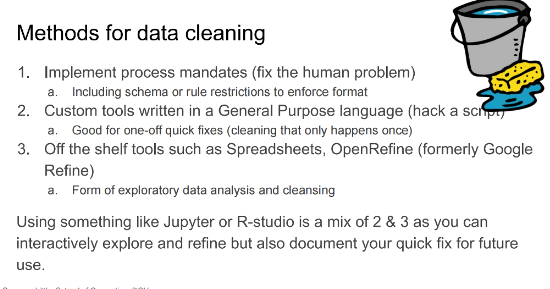 Methods for data cleaning
1. Implement process mandates (fix the human problem)
a. Including schema or rule restrictions to enforce format
2. Custom tools written in a General Purpose language (hack a script)
a. Good for one-off quick fixes (cleaning that only happens once)
3. Off the shelf tools such as Spreadsheets, OpenRefine (formerly Google
Refine)
a. Form of exploratory data analysis and cleansing
Using something like Jupyter or R-studio is a mix of 2 & 3 as you can
interactively explore and refine but also document your quick fix for future
use.